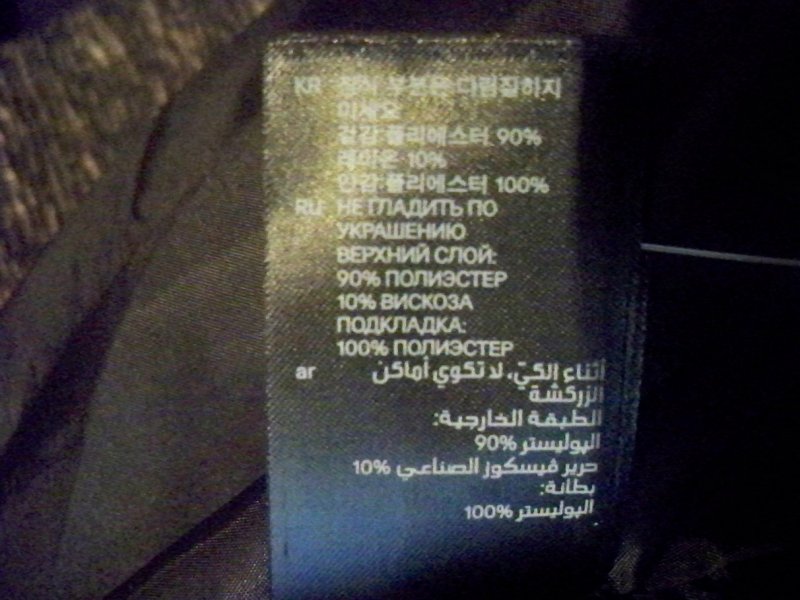 KR 장식 부분은 다림질하지
마세요
겉감:폴리에스터 90%
레이온 10%
안감:폴리에스터 100%
RU НЕ ГЛАДИТЬ ПО
УКРАШЕНИЮ
ВЕРХНИЙ СЛОЙ:
90% ПОЛИЭСТЕР
10% ВИСКОЗА
ПОДКЛАДКА:
100% ПОЛИЭСТЕР
ar أثناء الكيّ، لا تكوي أماكن
الزركشة
الطبقة الخارجية:
90% البوليستر
10% حرير فيسكوز الصناعي
بطانة:
100% البوليستر